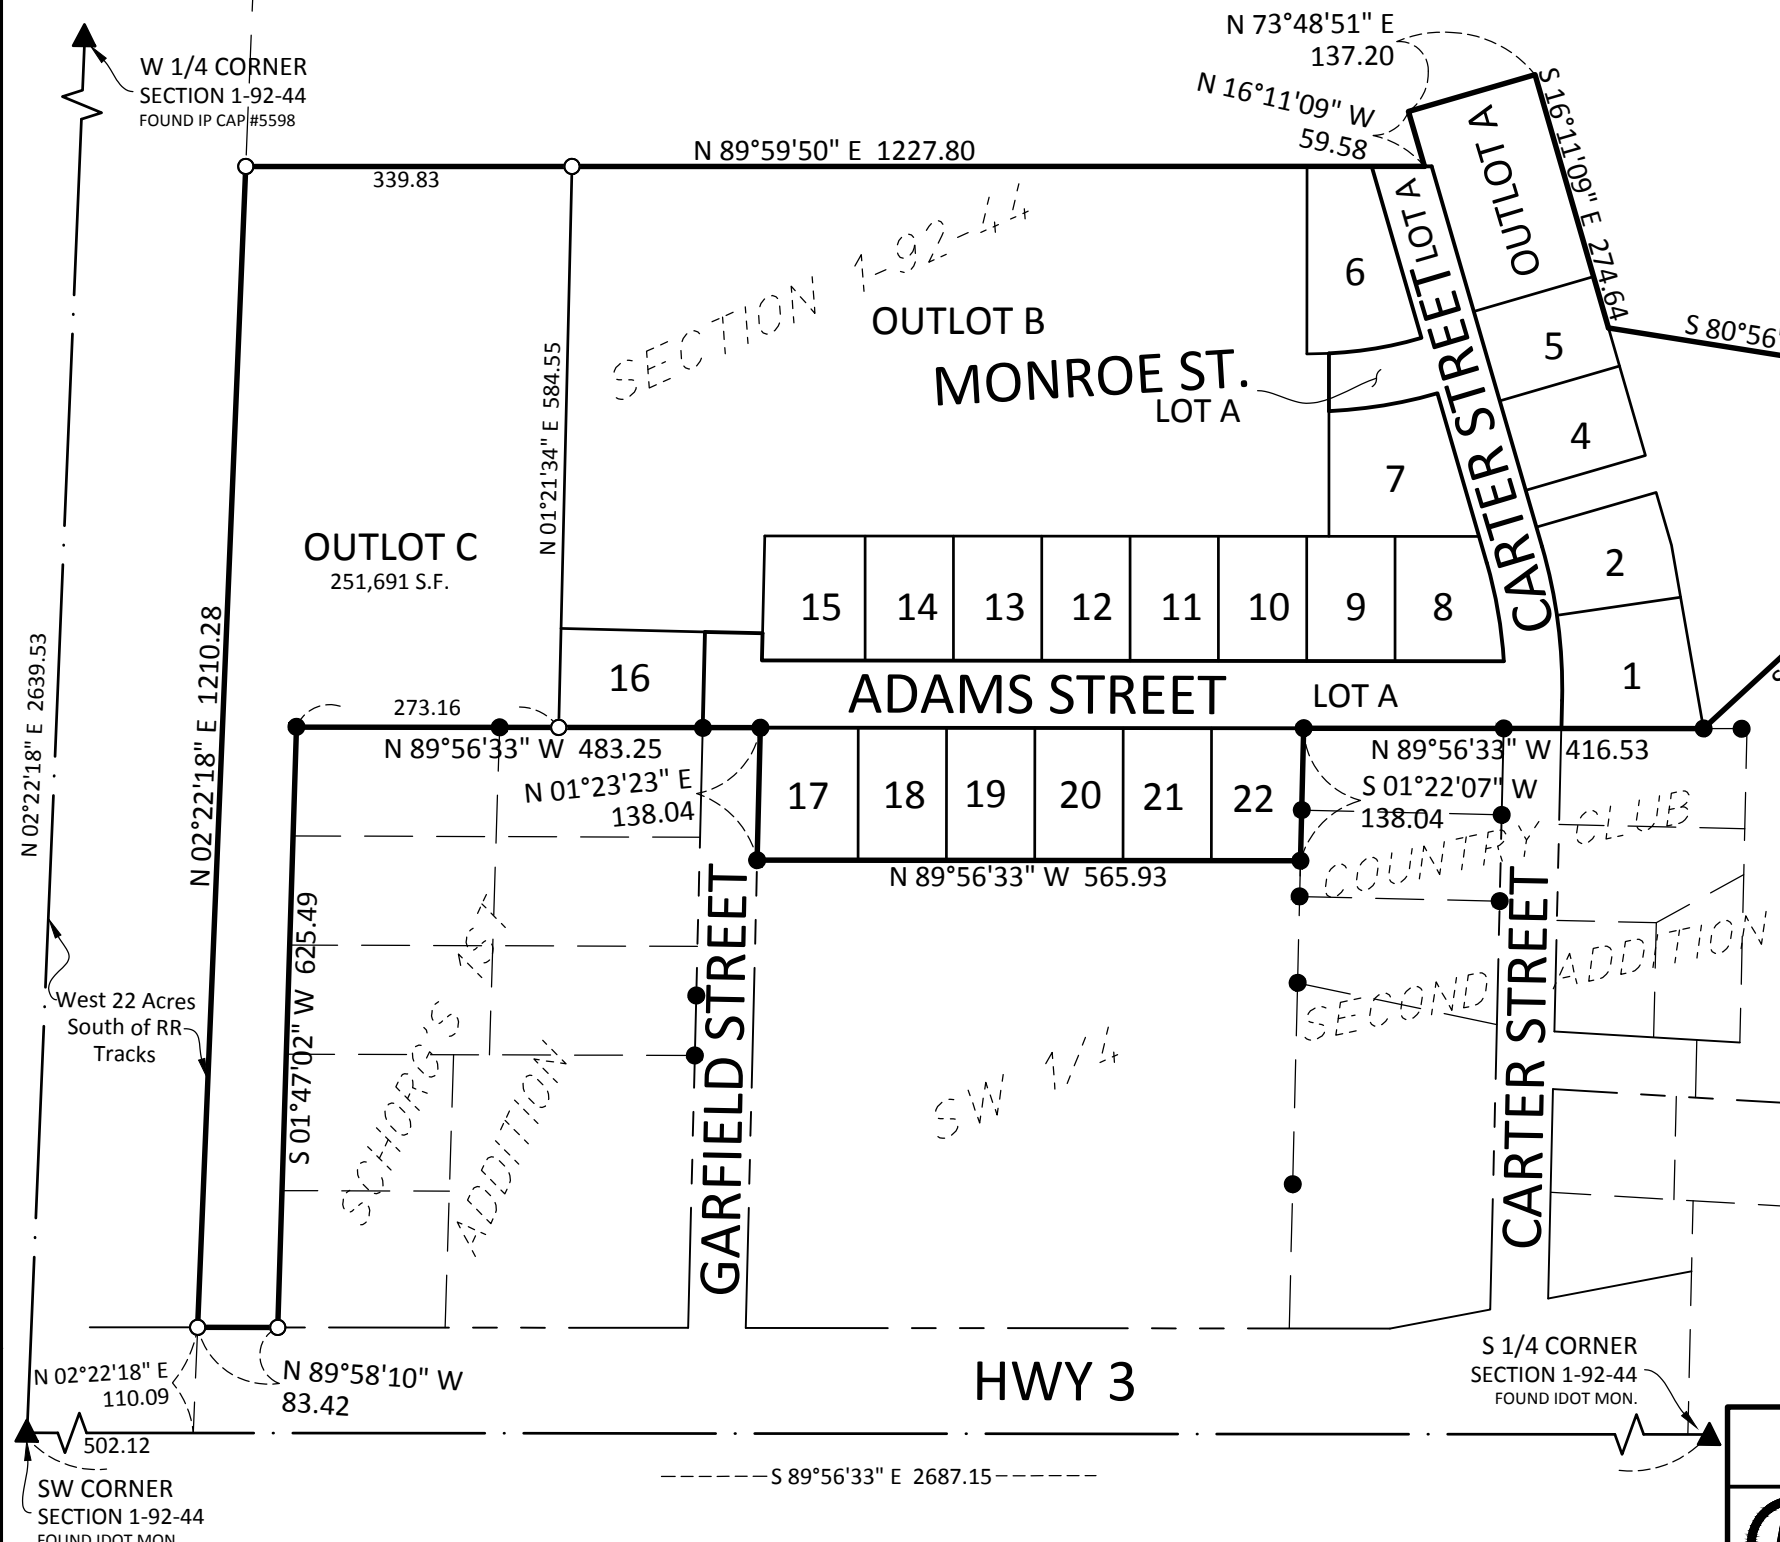 N 73°48'51" E
137.20
W 1/4 CORNER
SECTION 1-92-44
FOUND IP CAP #5598
N 16°11'09" W
59.58
N 89°59'50" E 1227.80
339.83
S 16°11'09" E 274.64
OUTLOT A
LOT A
SECTION 1-92-44
6
OUTLOT B
MONROE ST.
LOT A
CARTER STREET
5
S 80°56'
4
7
N 01°21'34" E 584.55
OUTLOT C
251,691 S.F.
2
15
14
13
12
11
10
9
8
1
16
ADAMS STREET
LOT A
N 02°22'18" E 2639.53
N 02°22'18" E 1210.28
273.16
N 89°56'33" W 483.25
N 89°56'33" W 416.53
N 01°23'23" E
138.04
S 01°22'07" W
138.04
17
18
19
20
21
22
N 89°56'33" W 565.93
COUNTRY CLUB
SECOND ADDITION
S 01°47'02" W 625.49
SCHORG'S 1ST
ADDITION
GARFIELD STREET
SW 1/4
CARTER STREET
West 22 Acres
South of RR
Tracks
N 02°22'18" E
110.09
N 89°58'10" W
83.42
HWY 3
S 1/4 CORNER
SECTION 1-92-44
FOUND IDOT MON.
502.12
S 89°56'33" E 2687.15
SW CORNER
SECTION 1-92-44
FOUND IDOT MON.